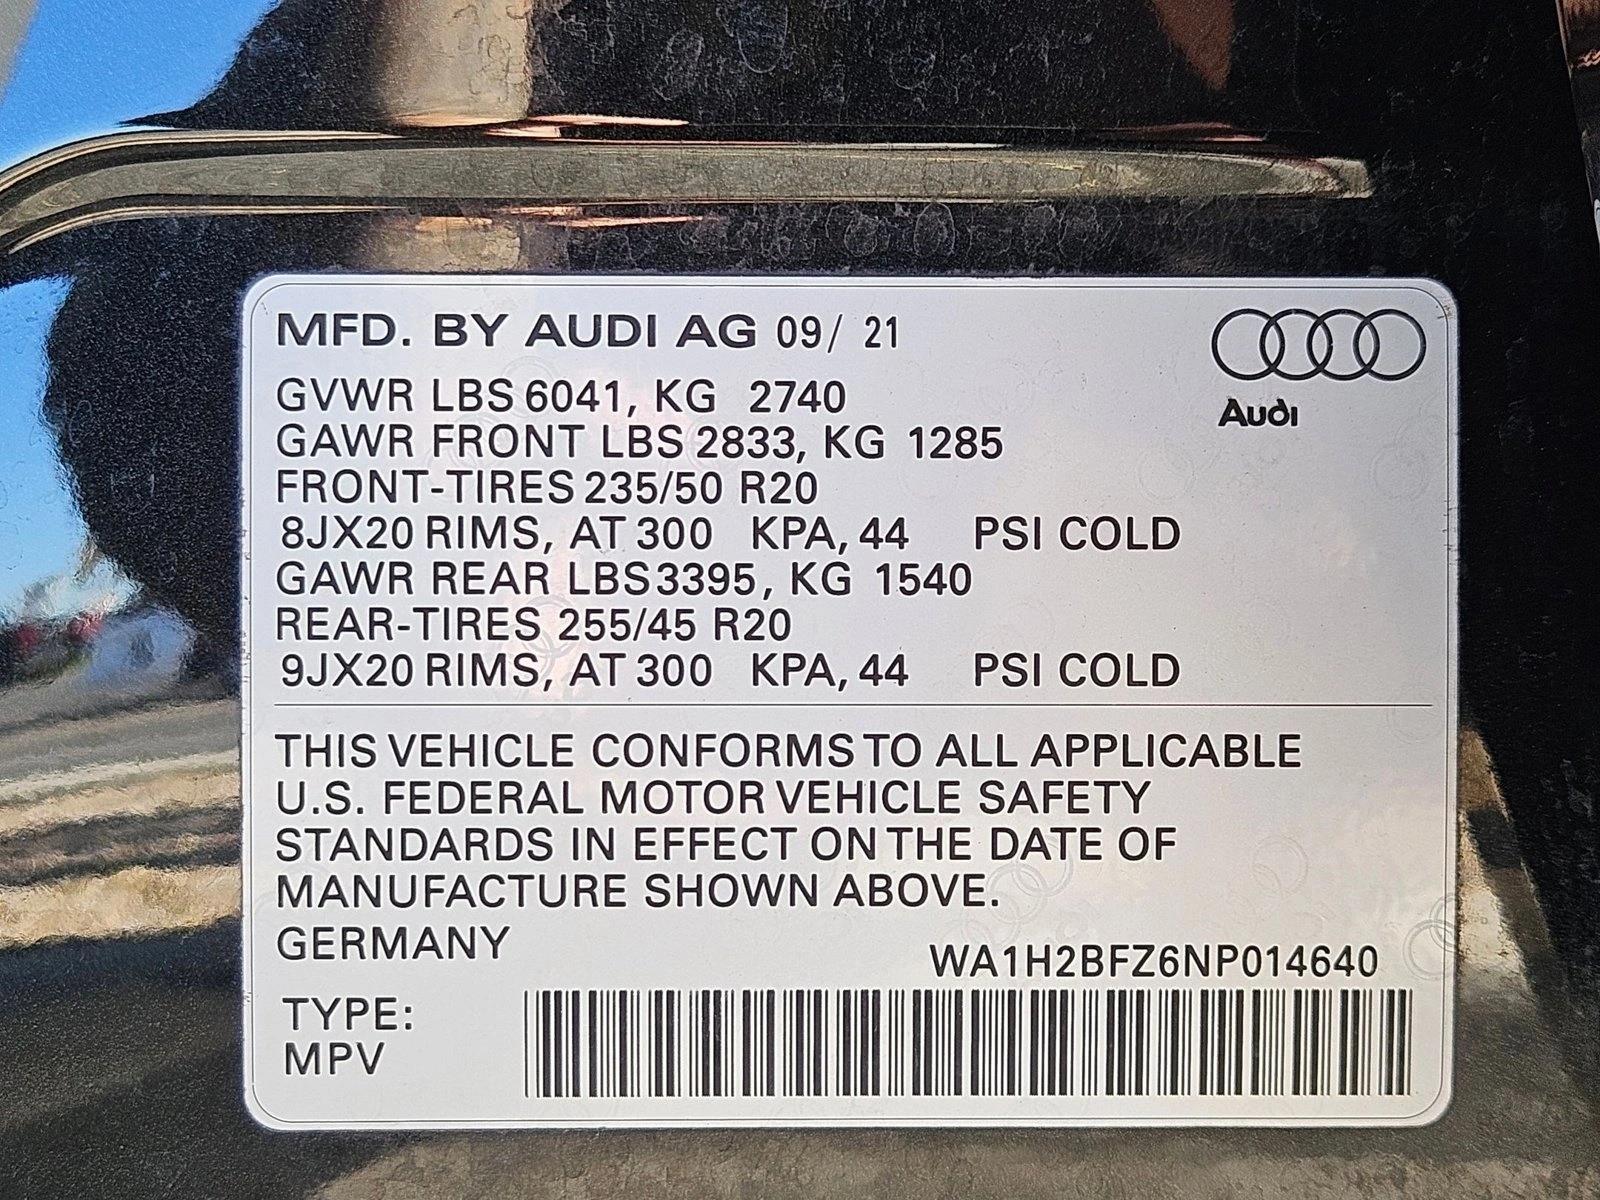 MFD. BY AUDI AG 09/ 21
Audi
GVWR LBS 6041, KG 2740
GAWR FRONT LBS 2833, KG 1285
FRONT-TIRES 235/50 R20
8JX20 RIMS, AT 300 KPA, 44 PSI COLD
GAWR REAR LBS 3395, KG 1540
REAR-TIRES 255/45 R20
9JX20 RIMS, AT 300 KPA, 44 PSI COLD
THIS VEHICLE CONFORMS TO ALL APPLICABLE
U.S. FEDERAL MOTOR VEHICLE SAFETY
STANDARDS IN EFFECT ON THE DATE OF
MANUFACTURE SHOWN ABOVE.
GERMANY
WA1H2BFZ6NP014640
TYPE:
MPV